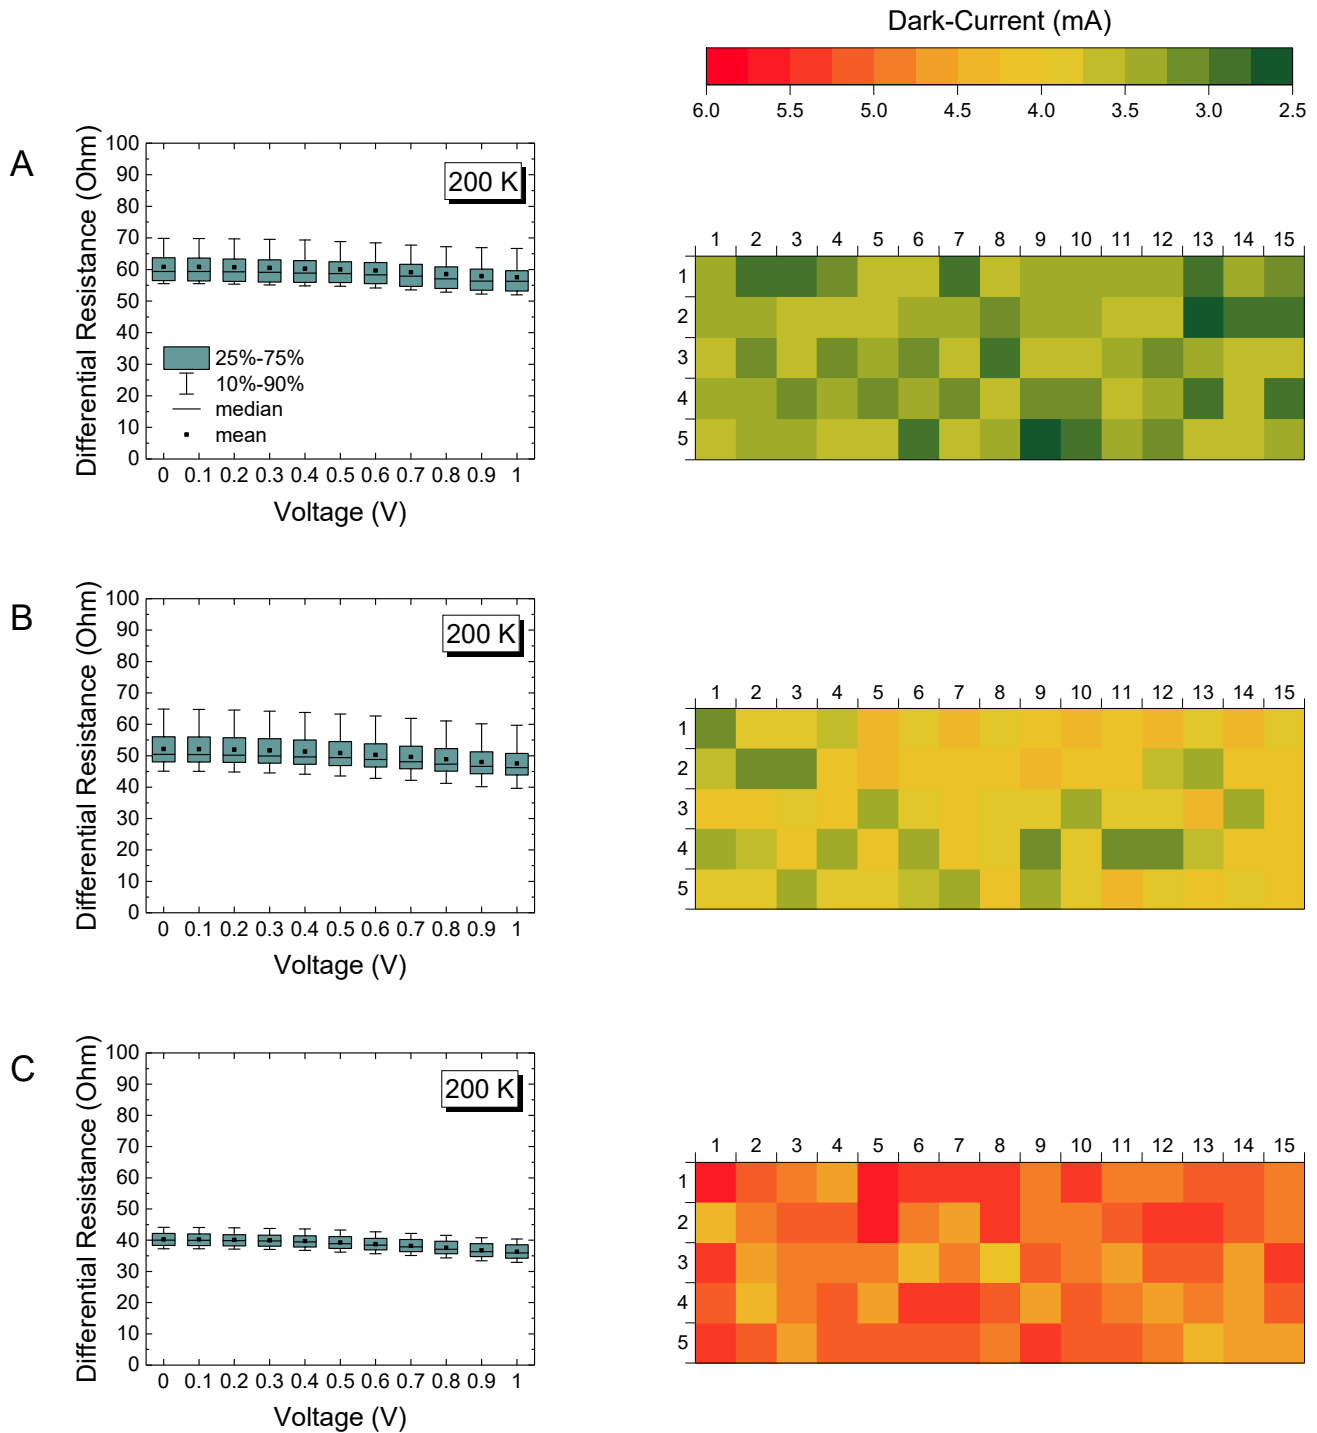 Dark-Current (mA)
6.0 5.5 5.0 4.5 4.0 3.5 3.0 2.5
A
Differential Resistance (Ohm)
100
90
80
70
60
50
40
30
20
10
0
200 K
25%-75%
10%-90%
median
mean
0 0.1 0.2 0.3 0.4 0.5 0.6 0.7 0.8 0.9 1
Voltage (V)
1 2 3 4 5 6 7 8 9 10 11 12 13 14 15
1
2
3
4
5
B
Differential Resistance (Ohm)
100
90
80
70
60
50
40
30
20
10
0
200 K
0 0.1 0.2 0.3 0.4 0.5 0.6 0.7 0.8 0.9 1
Voltage (V)
1 2 3 4 5 6 7 8 9 10 11 12 13 14 15
1
2
3
4
5
C
Differential Resistance (Ohm)
100
90
80
70
60
50
40
30
20
10
0
200 K
0 0.1 0.2 0.3 0.4 0.5 0.6 0.7 0.8 0.9 1
Voltage (V)
1 2 3 4 5 6 7 8 9 10 11 12 13 14 15
1
2
3
4
5